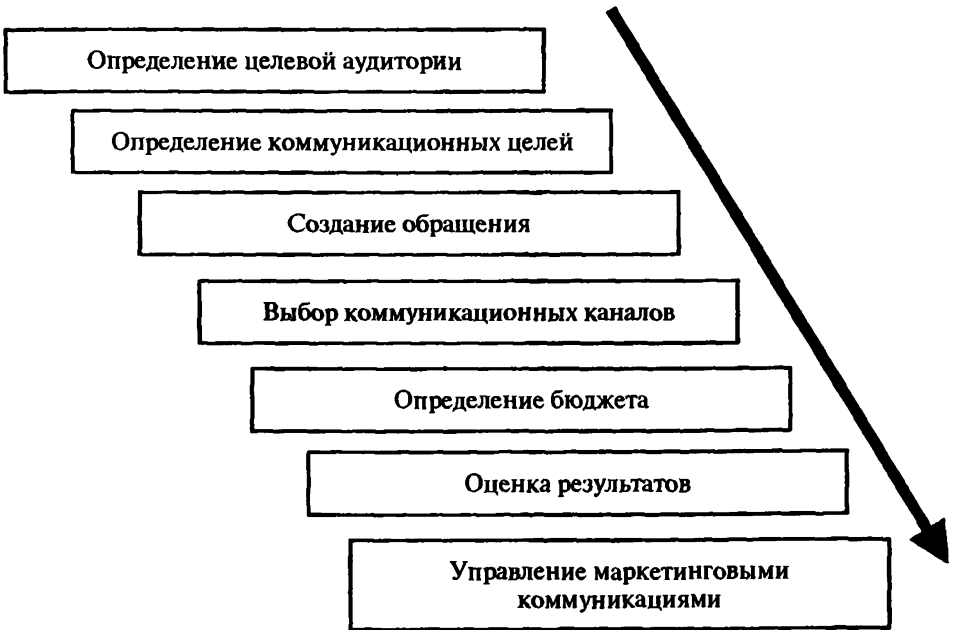 Определение целевой аудитории
Определение коммуникационных целей
Создание обращения
Выбор коммуникационных каналов
Определение бюджета
Оценка результатов
Управление маркетинговыми
коммуникациями